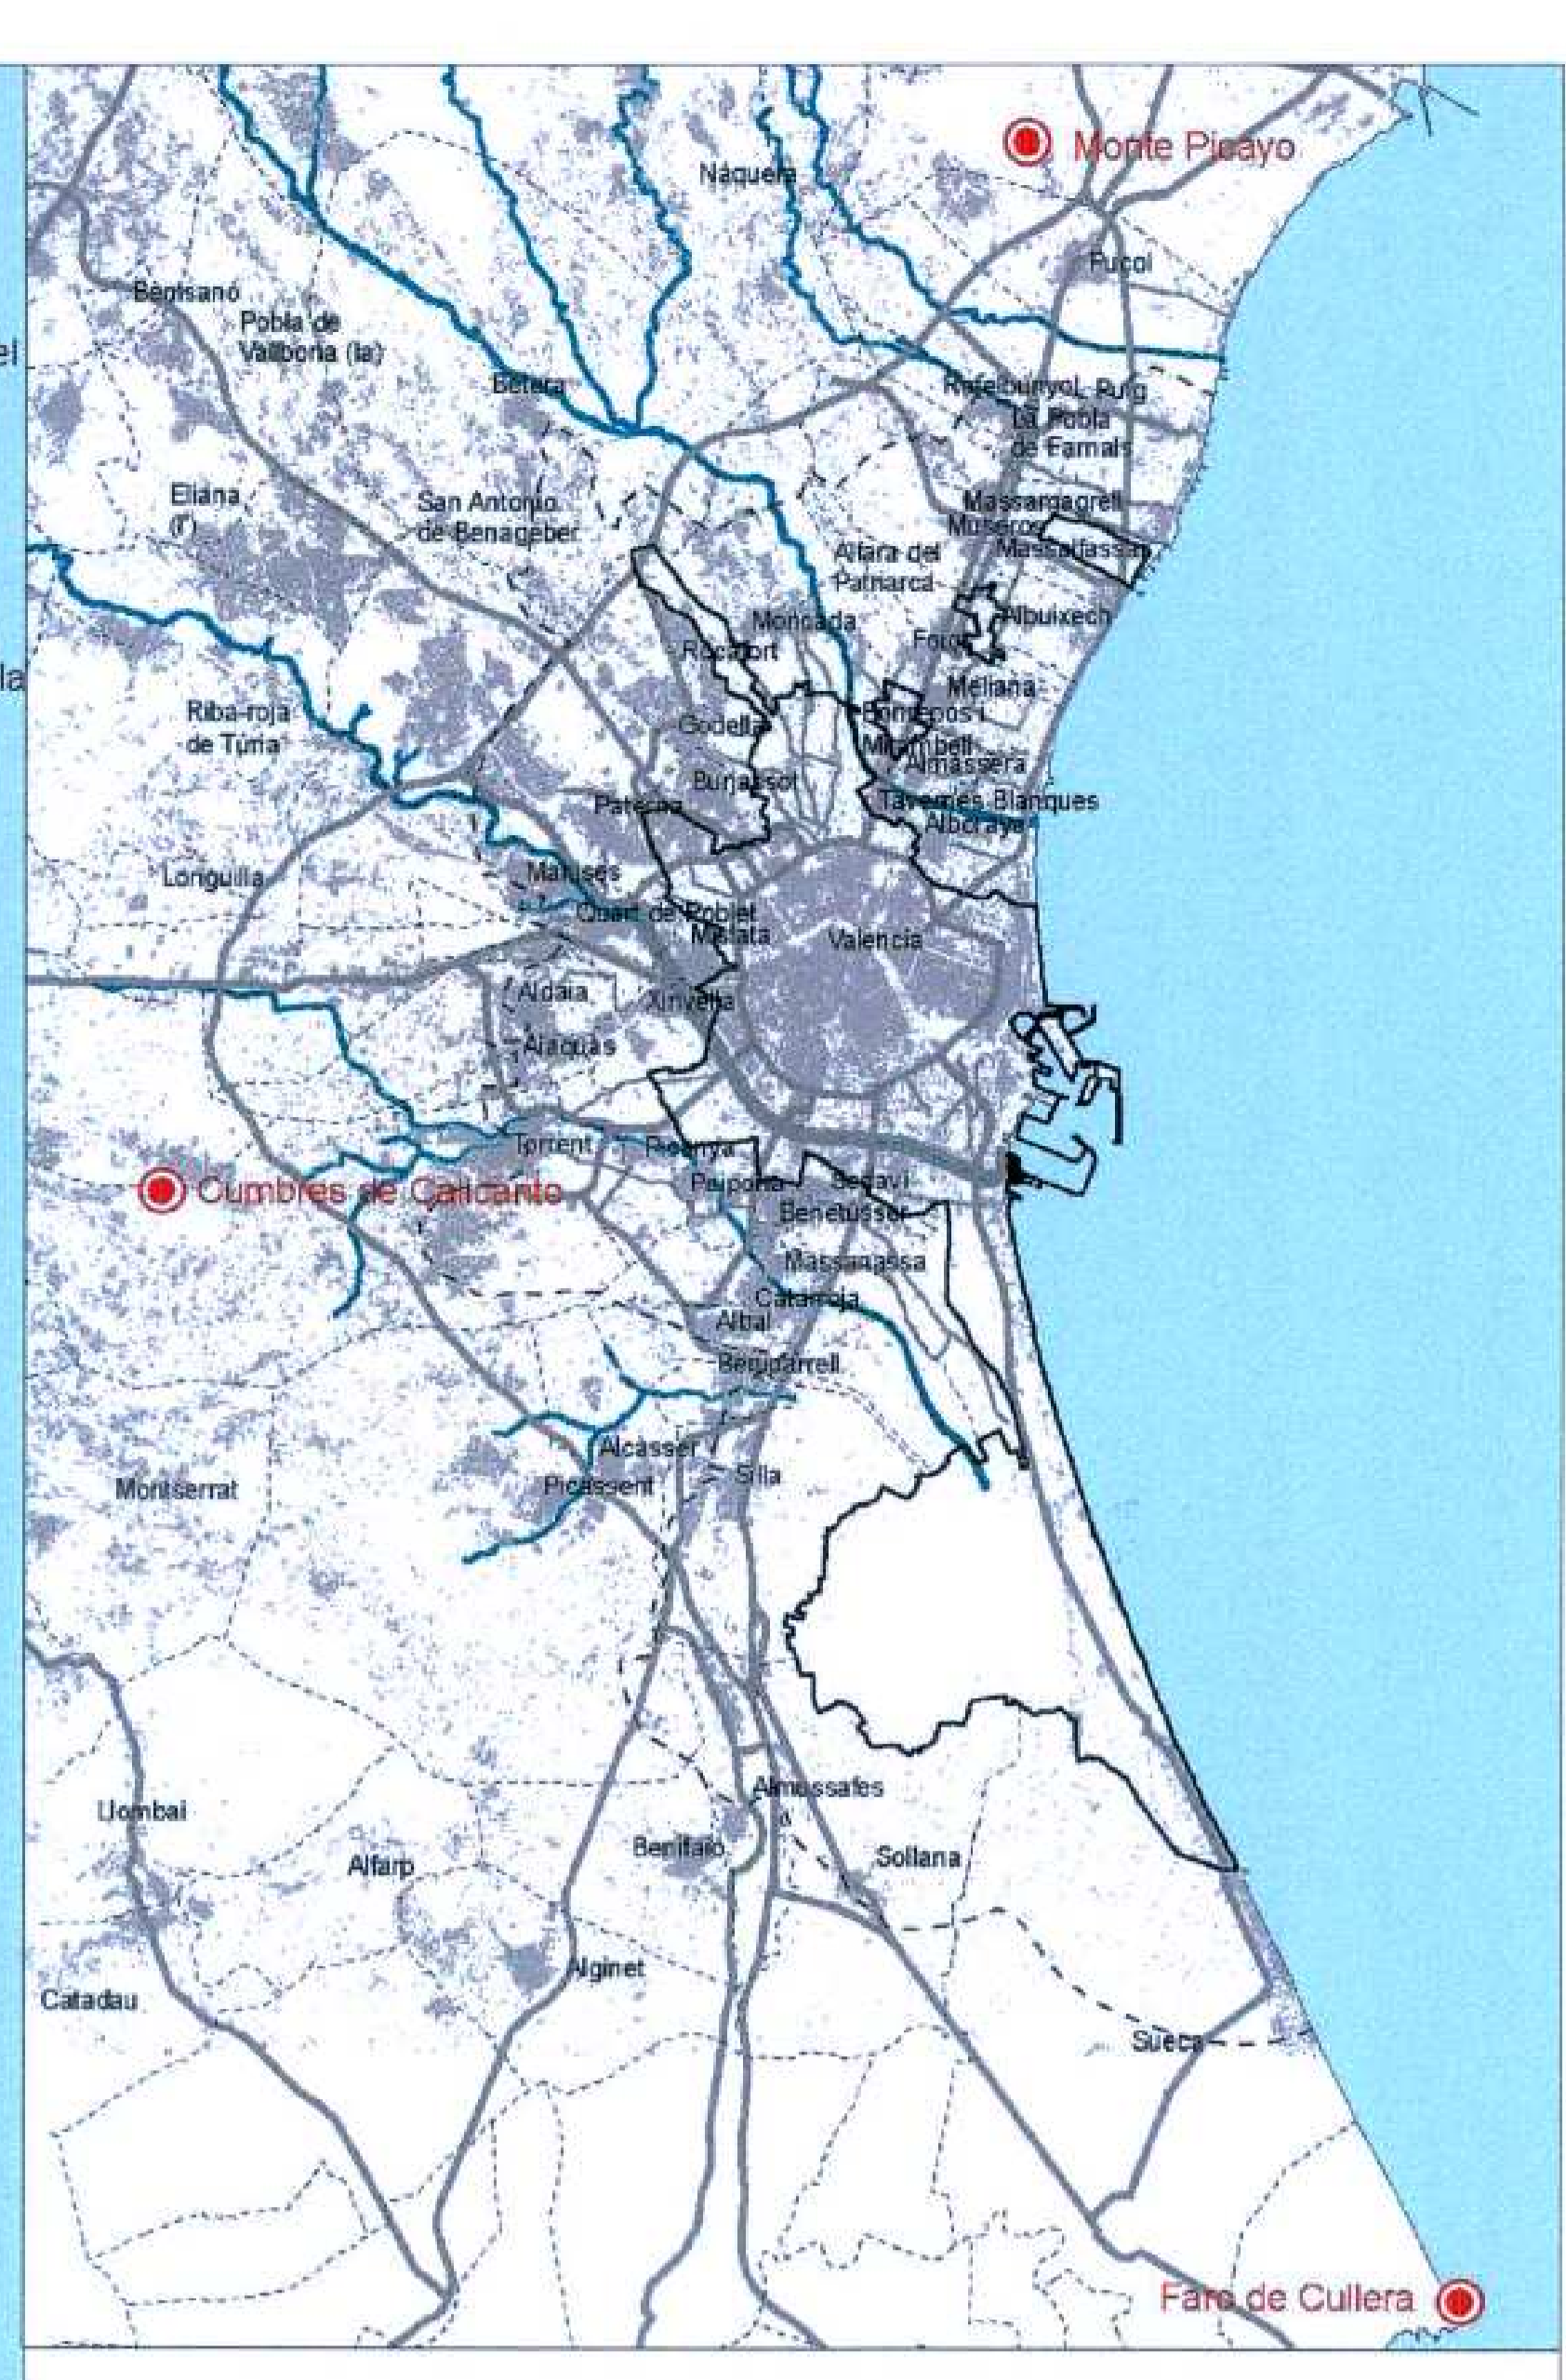 Monte Picayo
Náquera
Puçol
Benisanó
Pobla de
Vallbona (la)
el
Bétera
Rafelbunyol
Puig
La Pobla
de Farnals
Eliana
(l')
San Antonio
de Benageber
Massamagrell
Museros
Massalfassar
Alfara del
Patriarca
Moncada
Albuixech
Foios
Rocafort
la
Meliana
Riba-roja
de Túria
Godella
Bonrepòs i
Mirambell
Almàssera
Burjassot
Paterna
Tavernes Blanques
Alboraya
Loriguilla
Manises
Quart de Poblet
Mislata
Valencia
Aldaia
Xirivella
Alaquàs
Torrent
Picanya
Cumbres de Calicanto
Paiporta
Sedaví
Benetússer
Massanassa
Catarroja
Albal
Beniparrell
Alcàsser
Silla
Picassent
Montserrat
Almussafes
Llombai
Benifaió
Sollana
Alfarp
Alginet
Catadau
Sueca
Faro de Cullera